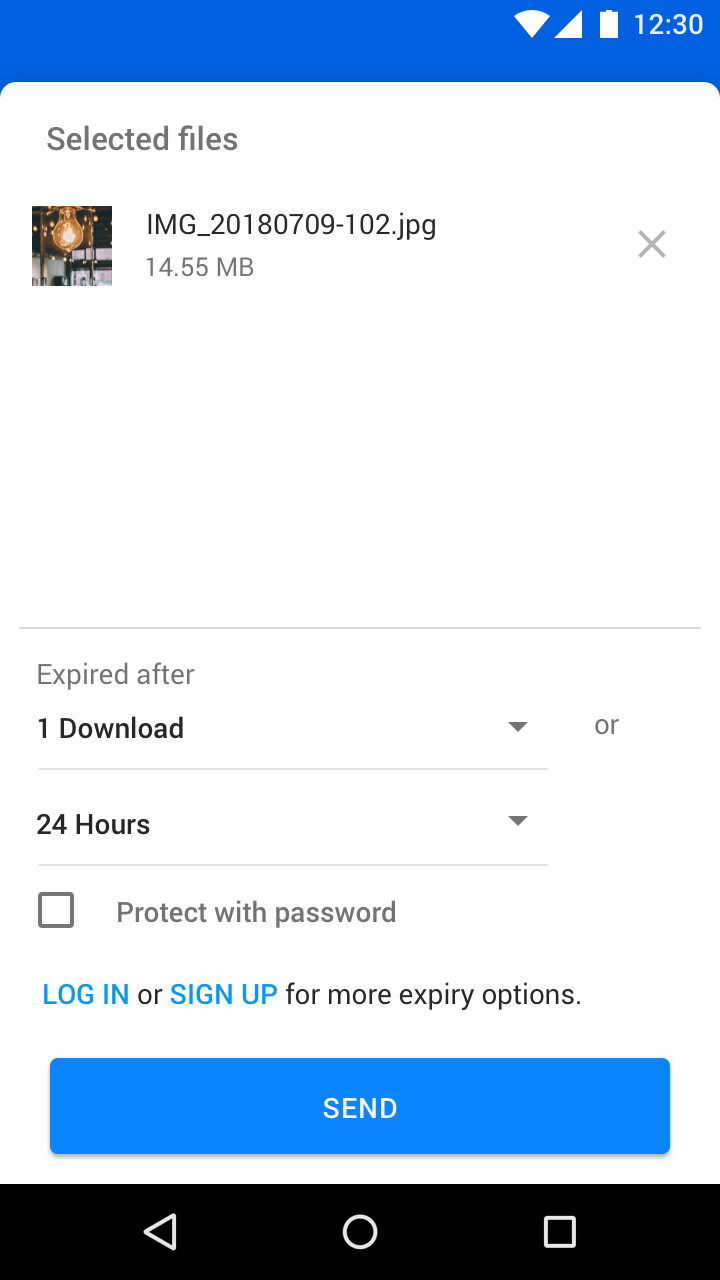 12:30
Selected files
IMG_20180709-102.jpg
14.55 MB
Expired after
1 Download or
24 Hours
Protect with password
LOG IN or SIGN UP for more expiry options.
SEND